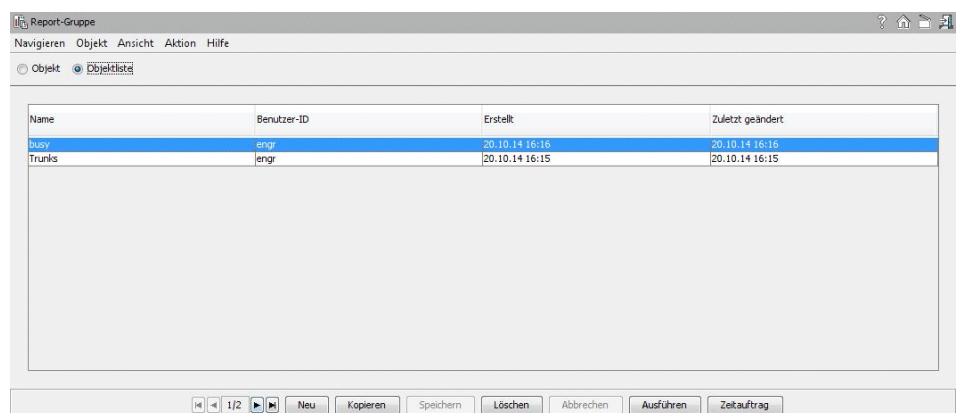 Report-Gruppe
Navigieren Objekt Ansicht Aktion Hilfe
Objekt Objektliste
Name Benutzer-ID Erstellt Zuletzt geändert
busy engr 20.10.14 16:16 20.10.14 16:16
Trunks engr 20.10.14 16:15 20.10.14 16:15
1/2 Neu Kopieren Speichern Löschen Abbrechen Ausführen Zeitauftrag